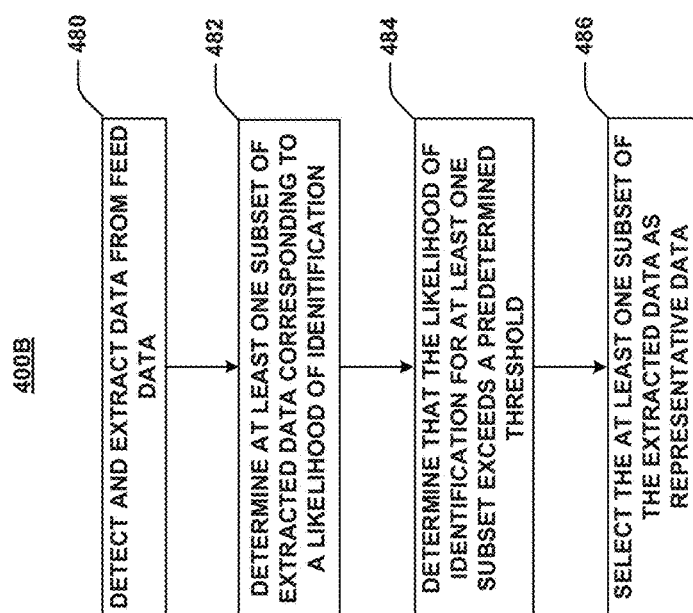 400B
480
DETECT AND EXTRACT DATA FROM FEED
DATA
482
DETERMINE AT LEAST ONE SUBSET OF
EXTRACTED DATA CORRESPONDING TO
A LIKELIHOOD OF IDENITIFICATION
484
DETERMINE THAT THE LIKELIHOOD OF
IDENTIFICATION FOR AT LEAST ONE
SUBSET EXCEEDS A PREDETERMINED
THRESHOLD
486
SELECT THE AT LEAST ONE SUBSET OF
THE EXTRACTED DATA AS
REPRESENTATIVE DATA